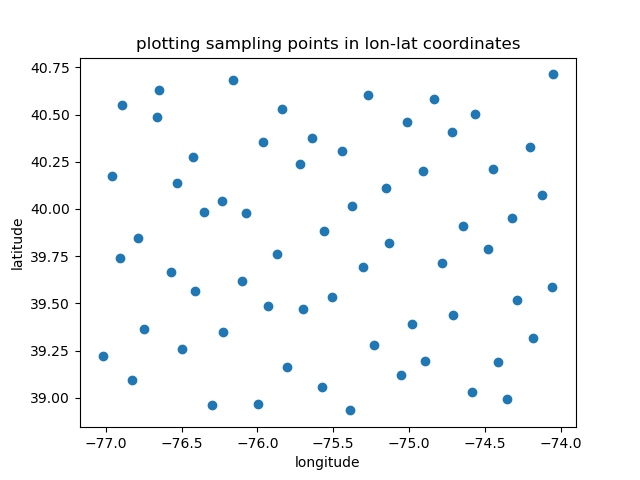 plotting sampling points in lon-lat coordinates
40.75
40.50
40.25
40.00
39.75
39.50
39.25
39.00
latitude
−77.0 −76.5 −76.0 −75.5 −75.0 −74.5 −74.0
longitude